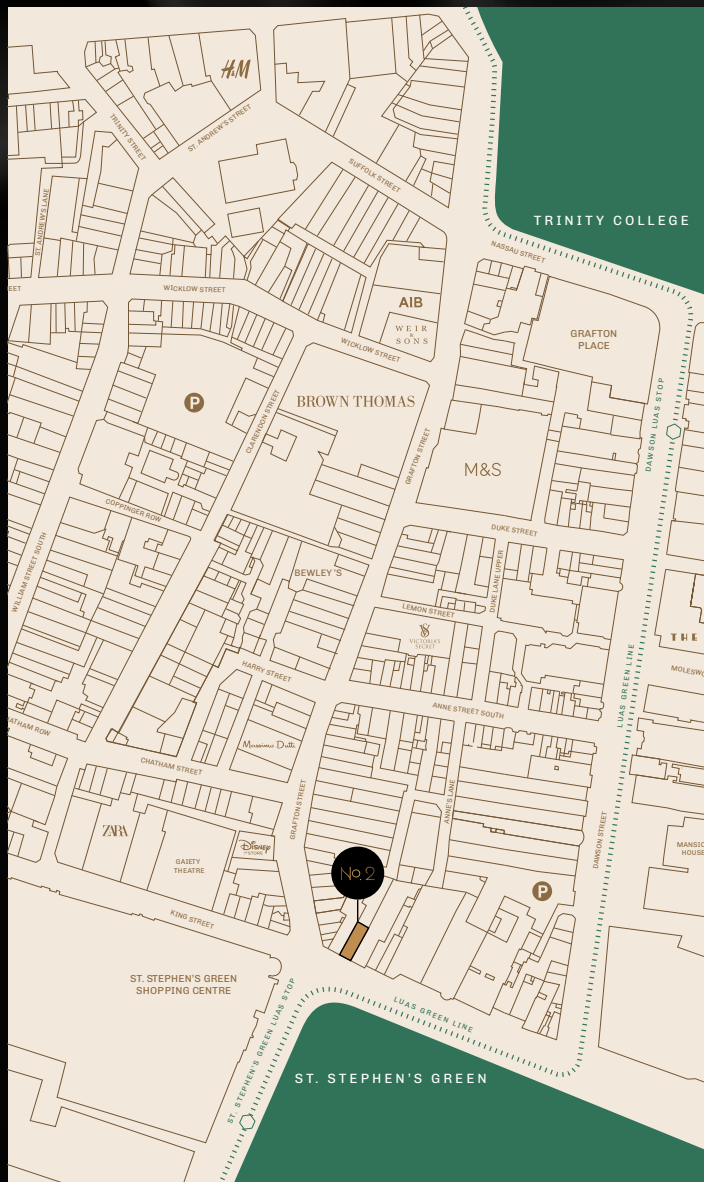 H&M
TRINITY STREET
ST. ANDREW'S STREET
SUFFOLK STREET
ST. ANDREW'S LANE
TRINITY COLLEGE
NASSAU STREET
EET
WICKLOW STREET
AIB
WEIR
&
SONS
GRAFTON
PLACE
WICKLOW STREET
P
BROWN THOMAS
CLARENDON STREET
GRAFTON STREET
DAWSON LUAS STOP
M&S
COPPINGER ROW
DUKE STREET
WILLIAM STREET SOUTH
BEWLEY'S
DUKE LANE UPPER
LEMON STREET
VS
VICTORIA'S
SECRET
THE
HARRY STREET
MOLESW
LUAS GREEN LINE
ANNE STREET SOUTH
ATHAM ROW
Massimo Dutti
CHATHAM STREET
GRAFTON STREET
ANNE'S LANE
ZARA
DISNEY
STORE
DAWSON STREET
MANSIO
HOUSE
GAIETY
THEATRE
No. 2
P
KING STREET
ST. STEPHEN'S GREEN
SHOPPING CENTRE
ST. STEPHEN'S GREEN LUAS STOP
LUAS GREEN LINE
ST. STEPHEN'S GREEN